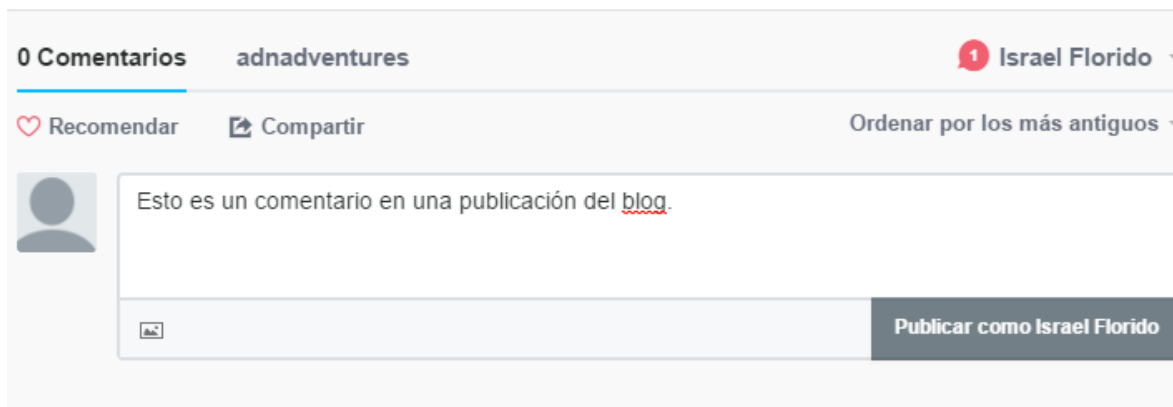 0 Comentarios adnadventures 1 Israel Florido
Recomendar Compartir Ordenar por los más antiguos
Esto es un comentario en una publicación del blog.
Publicar como Israel Florido